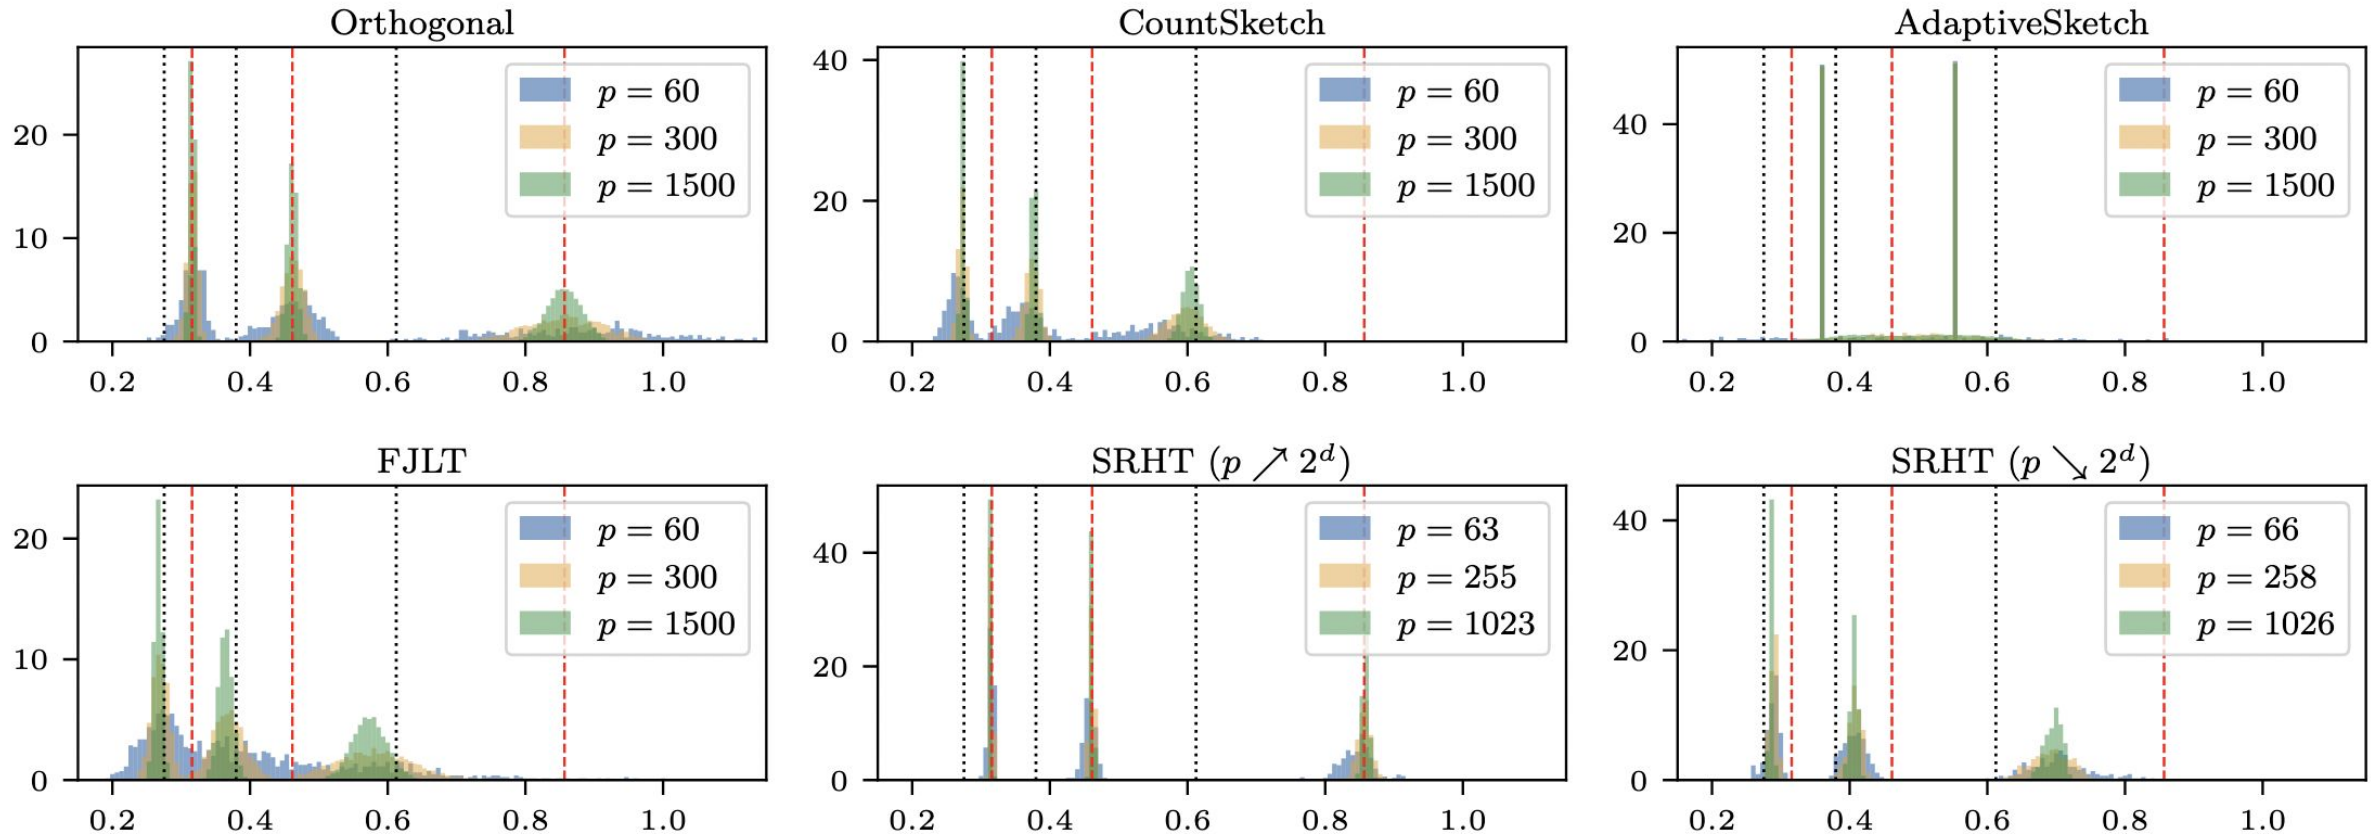 Orthogonal
20
10
0
0.2 0.4 0.6 0.8 1.0
p = 60
p = 300
p = 1500
CountSketch
40
20
0
0.2 0.4 0.6 0.8 1.0
p = 60
p = 300
p = 1500
AdaptiveSketch
40
20
0
0.2 0.4 0.6 0.8 1.0
p = 60
p = 300
p = 1500
FJLT
20
10
0
0.2 0.4 0.6 0.8 1.0
p = 60
p = 300
p = 1500
SRHT (p ↗ 2^d)
40
20
0
0.2 0.4 0.6 0.8 1.0
p = 63
p = 255
p = 1023
SRHT (p ↘ 2^d)
40
20
0
0.2 0.4 0.6 0.8 1.0
p = 66
p = 258
p = 1026